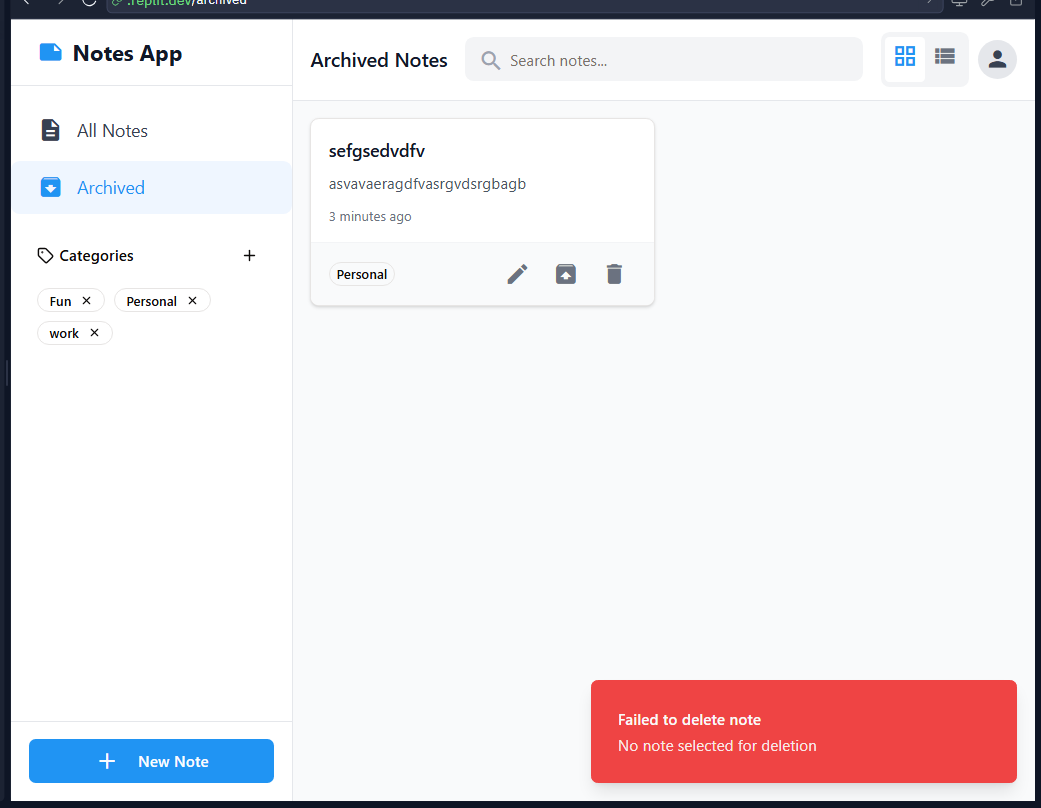 .replit.dev/archived
Notes App
Archived Notes
Search notes...
All Notes
Archived
Categories
Fun
Personal
work
New Note
sefgsedvdfv
asvavaeragdfvasrgvdsrgbagb
3 minutes ago
Personal
Failed to delete note
No note selected for deletion